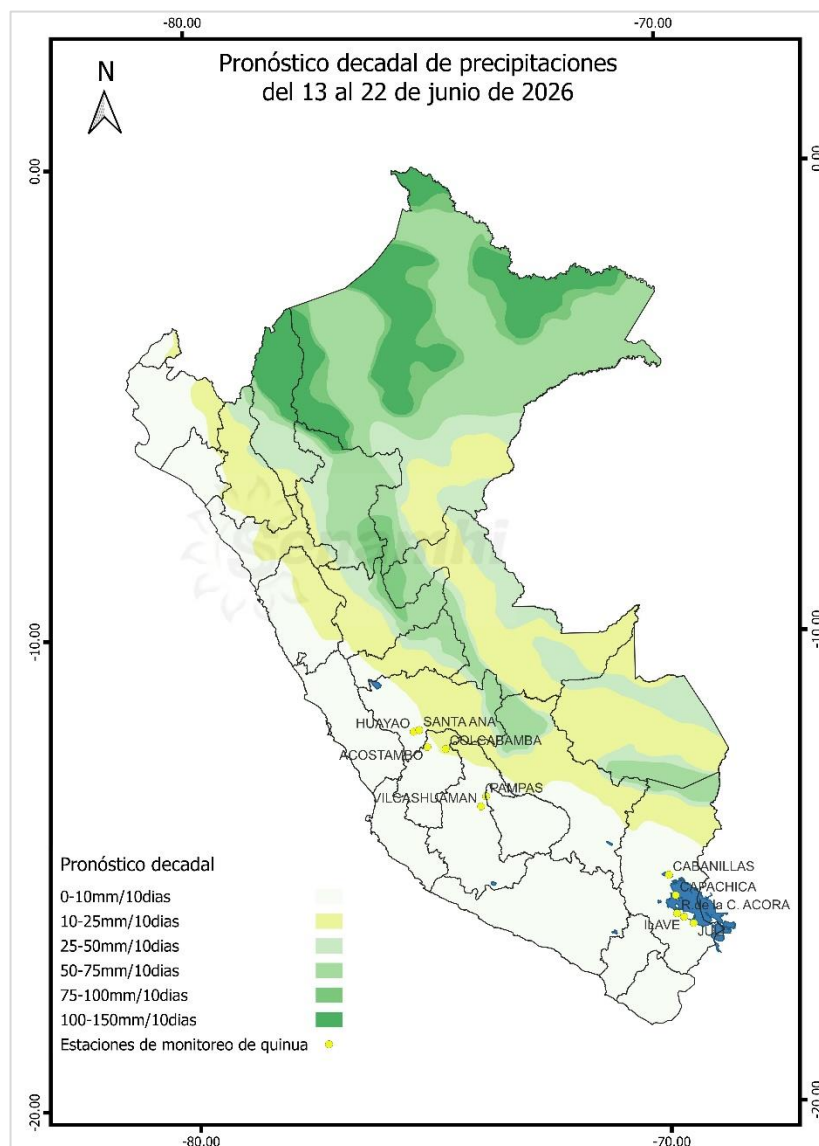 -80.00
-70.00
Pronóstico decadal de precipitaciones
del 13 al 22 de junio de 2026
N
0.00
0.00
Senamhi
-10.00
-10.00
HUAYAO
SANTA ANA
COLCABAMBA
ACOSTAMBO
PAMPAS
VILCASHUAMAN
CABANILLAS
CAPACHICA
R. de la C. ACORA
ILAVE
Pronóstico decadal
0-10mm/10dias
10-25mm/10dias
25-50mm/10dias
50-75mm/10dias
75-100mm/10dias
100-150mm/10dias
Estaciones de monitoreo de quinua
-20.00
-20.00
-80.00
-70.00